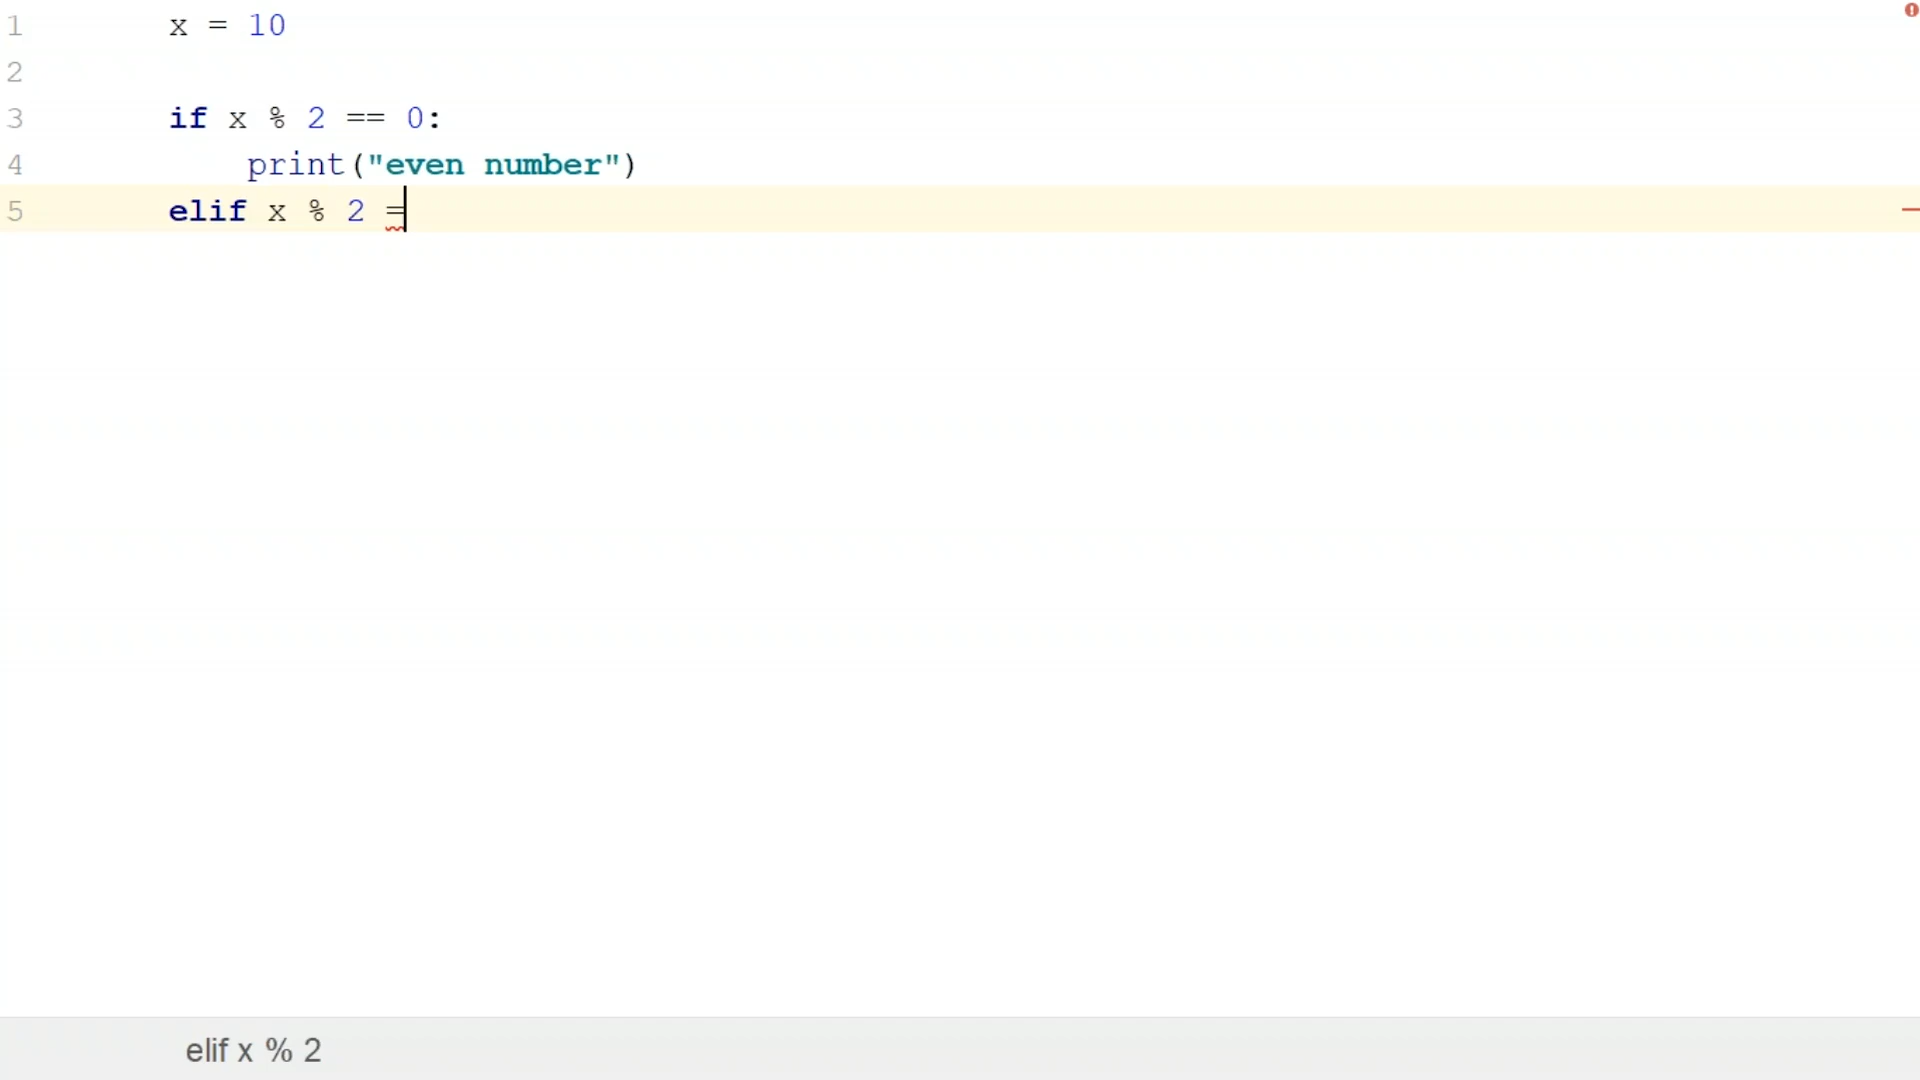 1 x = 10
2
3 if x % 2 == 0:
4     print("even number")
5 elif x % 2 =
elif x % 2